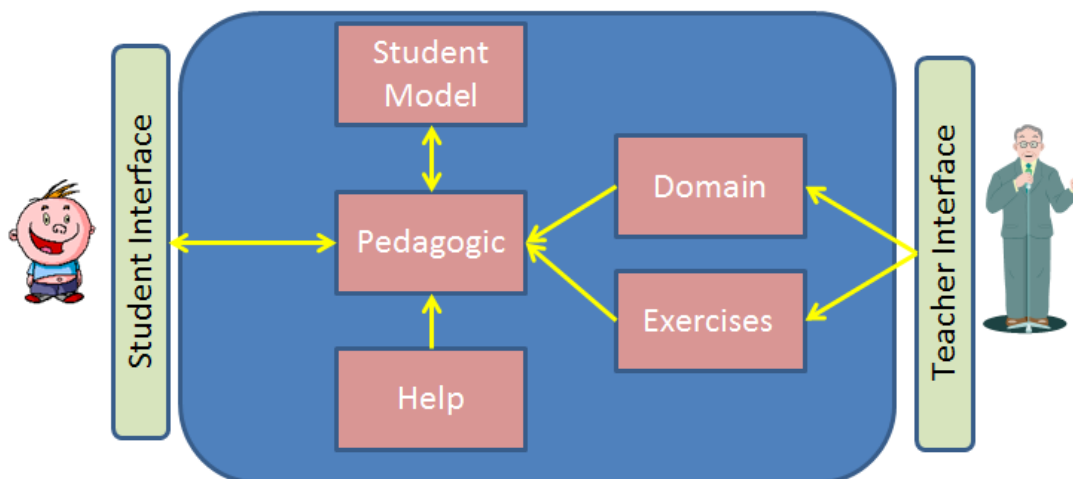 Student Interface
Student
Model
Pedagogic
Help
Domain
Exercises
Teacher Interface